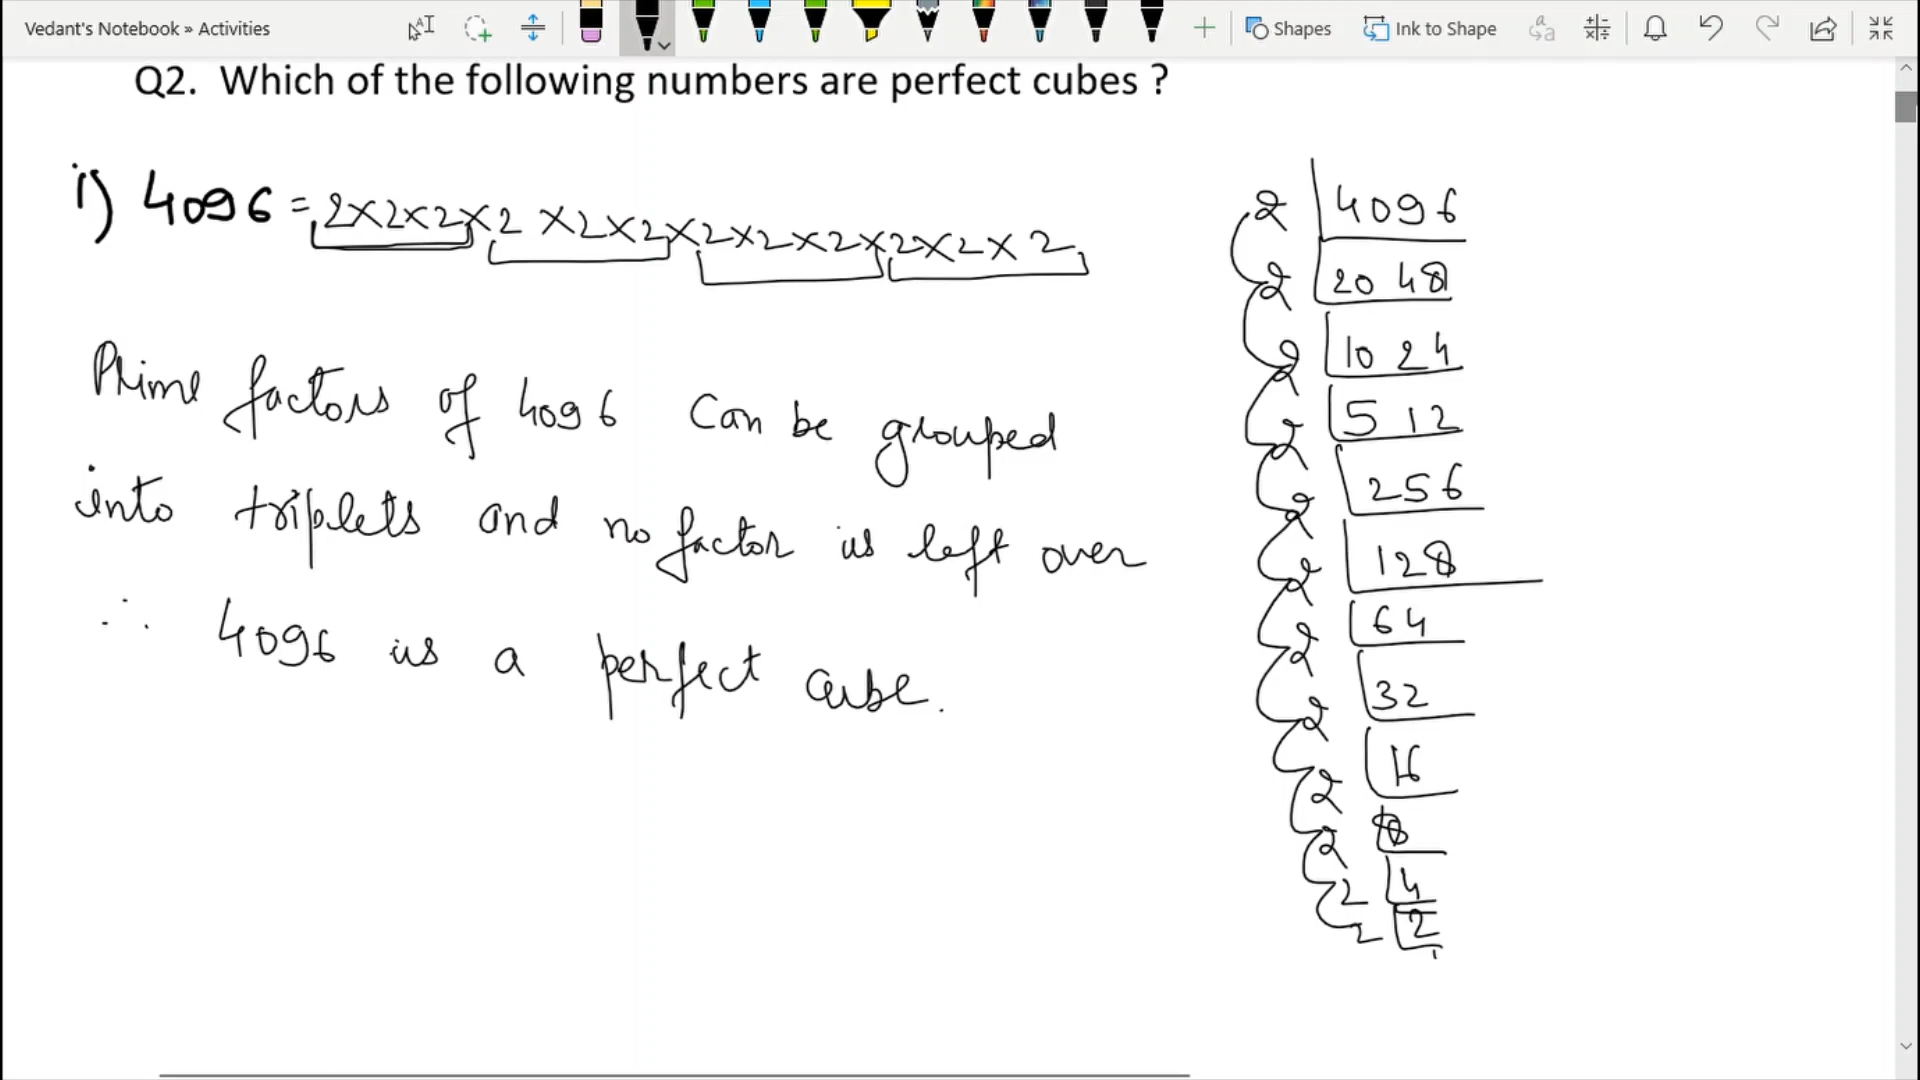 Vedant's Notebook » Activities
Shapes
Ink to Shape
Q2. Which of the following numbers are perfect cubes ?
i) 4096 = 2×2×2×2×2×2×2×2×2×2×2×2
Prime factors of 4096 can be grouped
into triplets and no factor is left over
∴ 4096 is a perfect cube.
2 | 4096
2 | 2048
2 | 1024
2 | 512
2 | 256
2 | 128
2 | 64
2 | 32
2 | 16
2 | 8
2 | 4
2 | 2
1